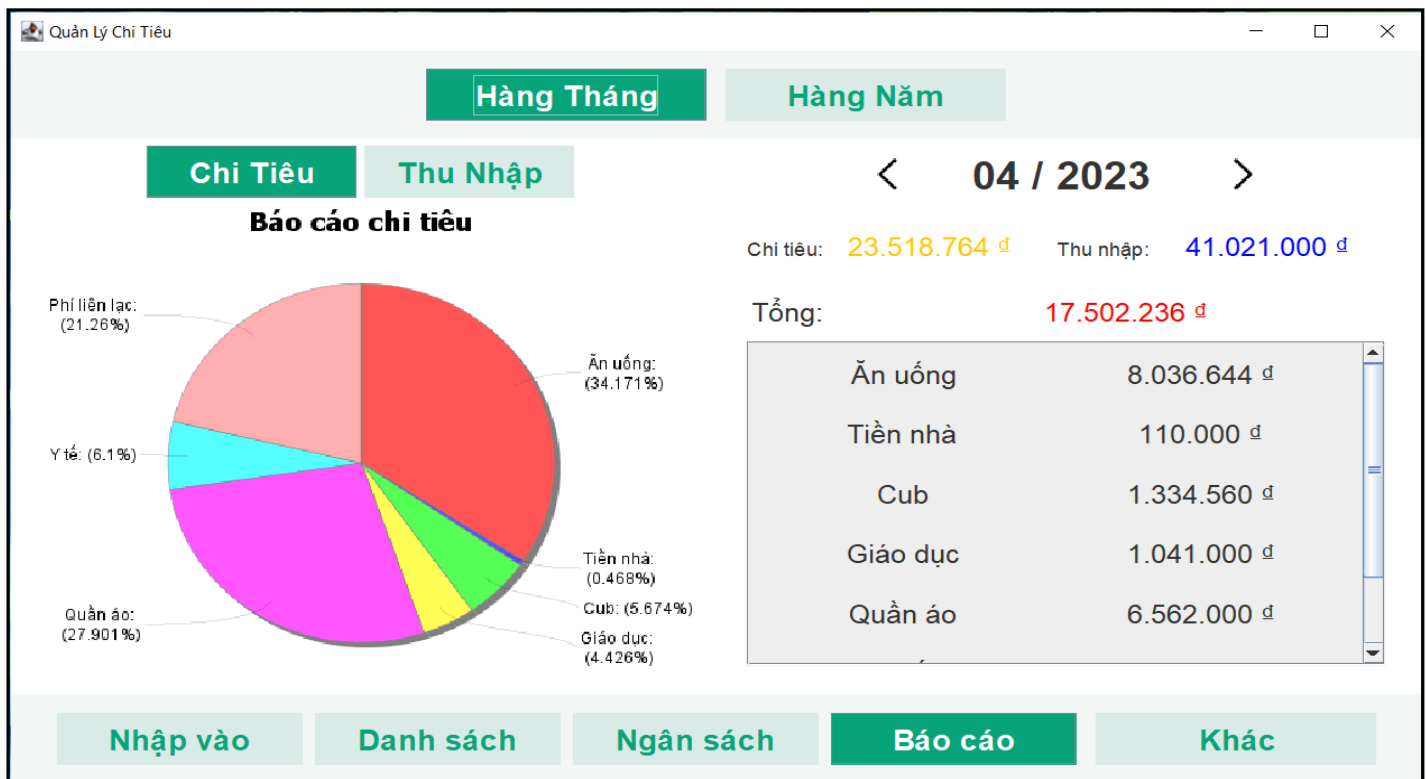 Quản Lý Chi Tiêu
Hàng Tháng
Hàng Năm
Chi Tiêu
Thu Nhập
04 / 2023
Báo cáo chi tiêu
Chi tiêu: 23.518.764 đ
Thu nhập: 41.021.000 đ
Tổng: 17.502.236 đ
Phí liên lạc:
(21.26%)
Ăn uống:
(34.171%)
Y tế: (6.1%)
Tiền nhà:
(0.468%)
Cub: (5.674%)
Giáo dục:
(4.426%)
Quần áo:
(27.901%)
Ăn uống 8.036.644 đ
Tiền nhà 110.000 đ
Cub 1.334.560 đ
Giáo dục 1.041.000 đ
Quần áo 6.562.000 đ
Nhập vào
Danh sách
Ngân sách
Báo cáo
Khác